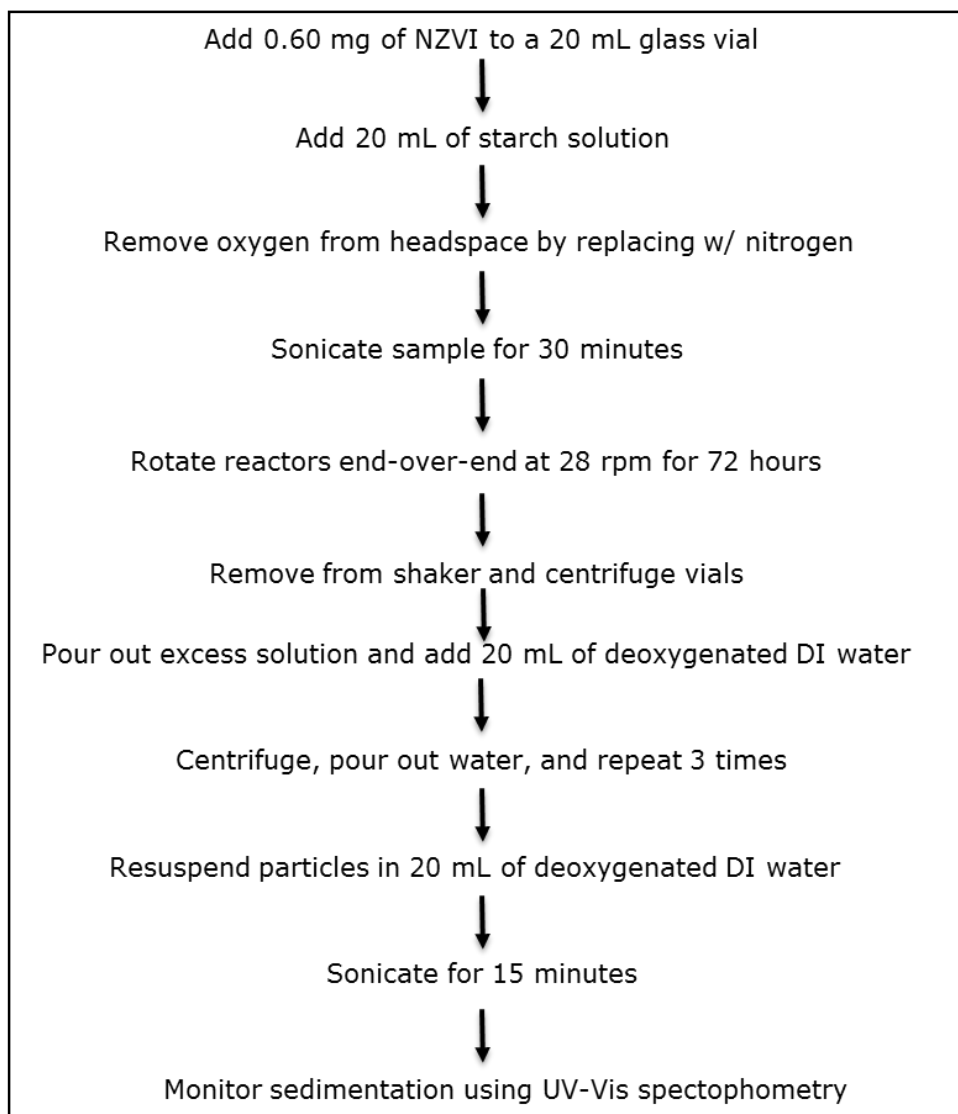 Add 0.60 mg of NZVI to a 20 mL glass vial
Add 20 mL of starch solution
Remove oxygen from headspace by replacing w/ nitrogen
Sonicate sample for 30 minutes
Rotate reactors end-over-end at 28 rpm for 72 hours
Remove from shaker and centrifuge vials
Pour out excess solution and add 20 mL of deoxygenated DI water
Centrifuge, pour out water, and repeat 3 times
Resuspend particles in 20 mL of deoxygenated DI water
Sonicate for 15 minutes
Monitor sedimentation using UV-Vis spectophometry